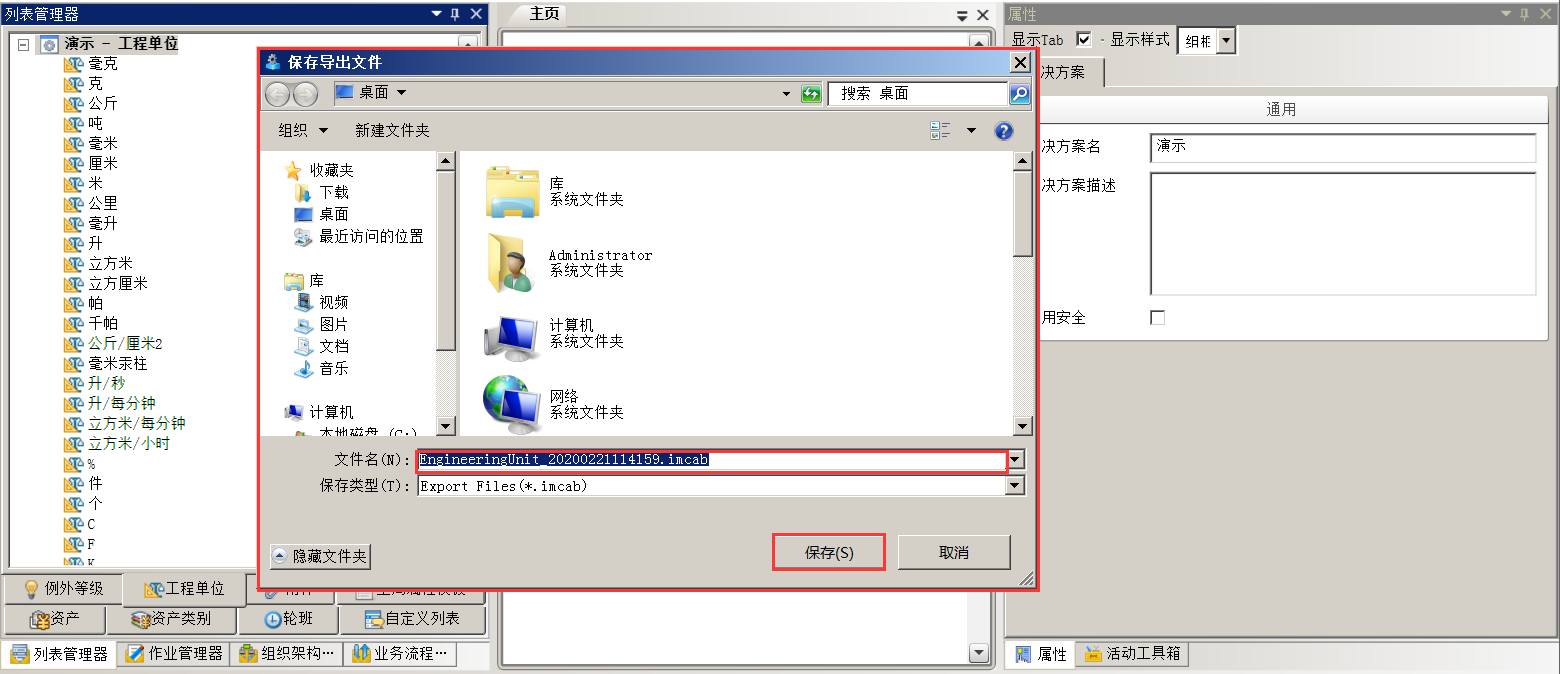 列表管理器
演示 - 工程单位
毫克
克
公斤
吨
毫米
厘米
米
公里
毫升
升
立方米
立方厘米
帕
千帕
公斤/厘米2
毫米汞柱
升/秒
升/每分钟
立方米/每分钟
立方米/小时
%
件
个
C
F
K
例外等级
工程单位
资产
资产类别
轮班
自定义列表
列表管理器
作业管理器
组织架构…
业务流程…
主页
保存导出文件
桌面
搜索 桌面
组织
新建文件夹
收藏夹
下载
桌面
最近访问的位置
库
视频
图片
文档
音乐
计算机
本地磁盘 (C:)
库
系统文件夹
Administrator
系统文件夹
计算机
系统文件夹
网络
系统文件夹
文件名(N):
EngineeringUnit_20200221114159.imcab
保存类型(T):
Export Files(*.imcab)
隐藏文件夹
保存(S)
取消
属性
显示Tab - 显示样式
决方案
通用
决方案名
演示
决方案描述
用安全
属性
活动工具箱